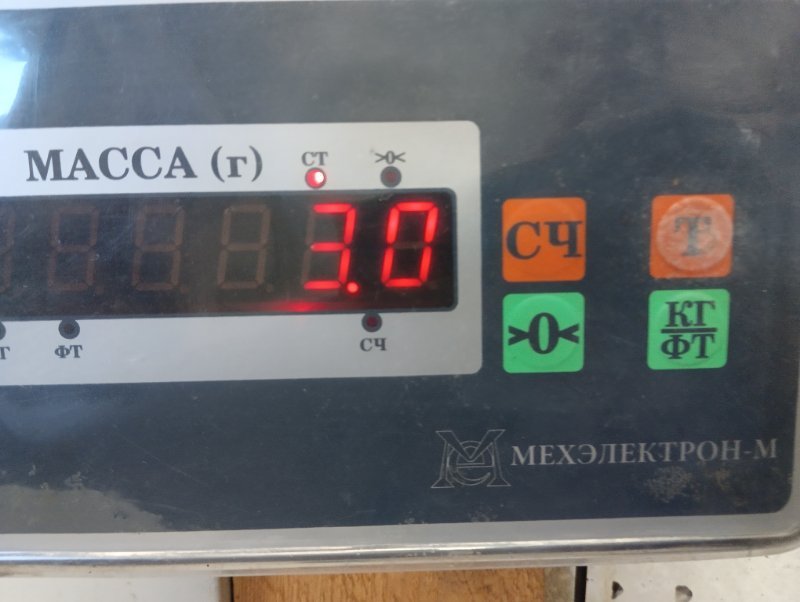 МАССА (г) СТ >0<
3.0
СЧ Т
>0< КГ/ФТ
ФТ СЧ
МЕХЭЛЕКТРОН-М